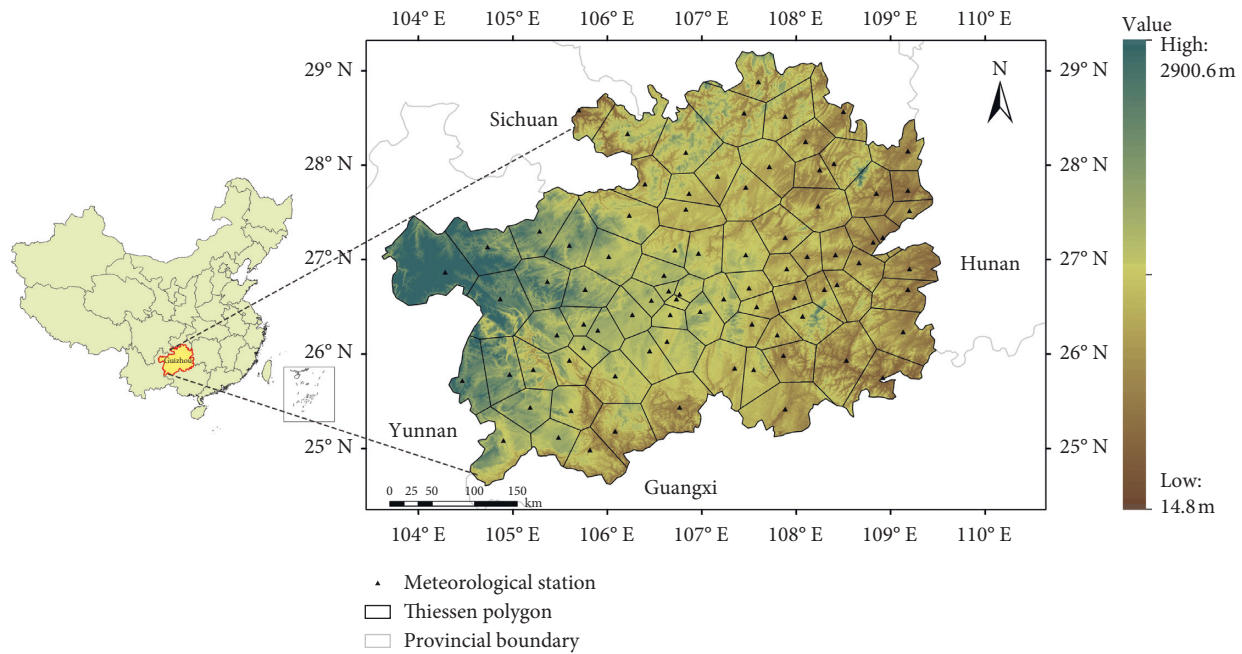 104° E 105° E 106° E 107° E 108° E 109° E 110° E
Value
High:
2900.6 m
29° N
29° N
N
Sichuan
28° N
28° N
27° N
27° N
Hunan
Guizhou
26° N
26° N
Yunnan
25° N
25° N
Guangxi
Low:
14.8 m
0 25 50 100 150
km
104° E 105° E 106° E 107° E 108° E 109° E 110° E
Meteorological station
Thiessen polygon
Provincial boundary